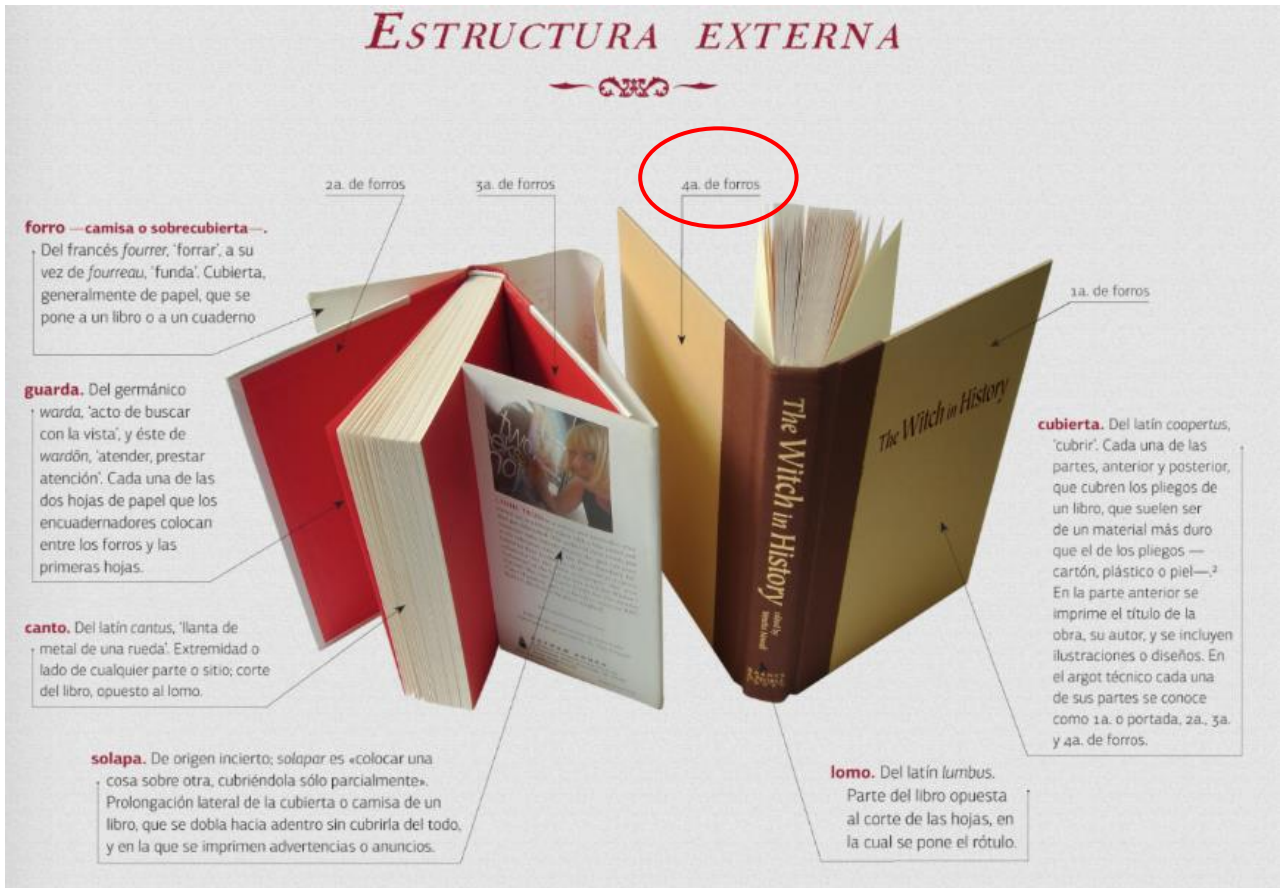 ESTRUCTURA EXTERNA
2a. de forros
3a. de forros
4a. de forros
1a. de forros
forro —camisa o sobrecubierta—.
Del francés fourrer, ‘forrar’, a su
vez de fourreau, ‘funda’. Cubierta,
generalmente de papel, que se
pone a un libro o a un cuaderno
guarda. Del germánico
warda, ‘acto de buscar
con la vista’, y éste de
wardôn, ‘atender, prestar
atención’. Cada una de las
dos hojas de papel que los
encuadernadores colocan
entre los forros y las
primeras hojas.
canto. Del latín cantus, ‘llanta de
metal de una rueda’. Extremidad o
lado de cualquier parte o sitio; corte
del libro, opuesto al lomo.
solapa. De origen incierto; solapar es «colocar una
cosa sobre otra, cubriéndola sólo parcialmente».
Prolongación lateral de la cubierta o camisa de un
libro, que se dobla hacia adentro sin cubrirla del todo,
y en la que se imprimen advertencias o anuncios.
The Witch in History
The Witch in History
edited by
cubierta. Del latín coopertus,
‘cubrir’. Cada una de las
partes, anterior y posterior,
que cubren los pliegos de
un libro, que suelen ser
de un material más duro
que el de los pliegos —
cartón, plástico o piel—.²
En la parte anterior se
imprime el título de la
obra, su autor, y se incluyen
ilustraciones o diseños. En
el argot técnico cada una
de sus partes se conoce
como 1a. o portada, 2a., 3a.
y 4a. de forros.
lomo. Del latín lumbus.
Parte del libro opuesta
al corte de las hojas, en
la cual se pone el rótulo.